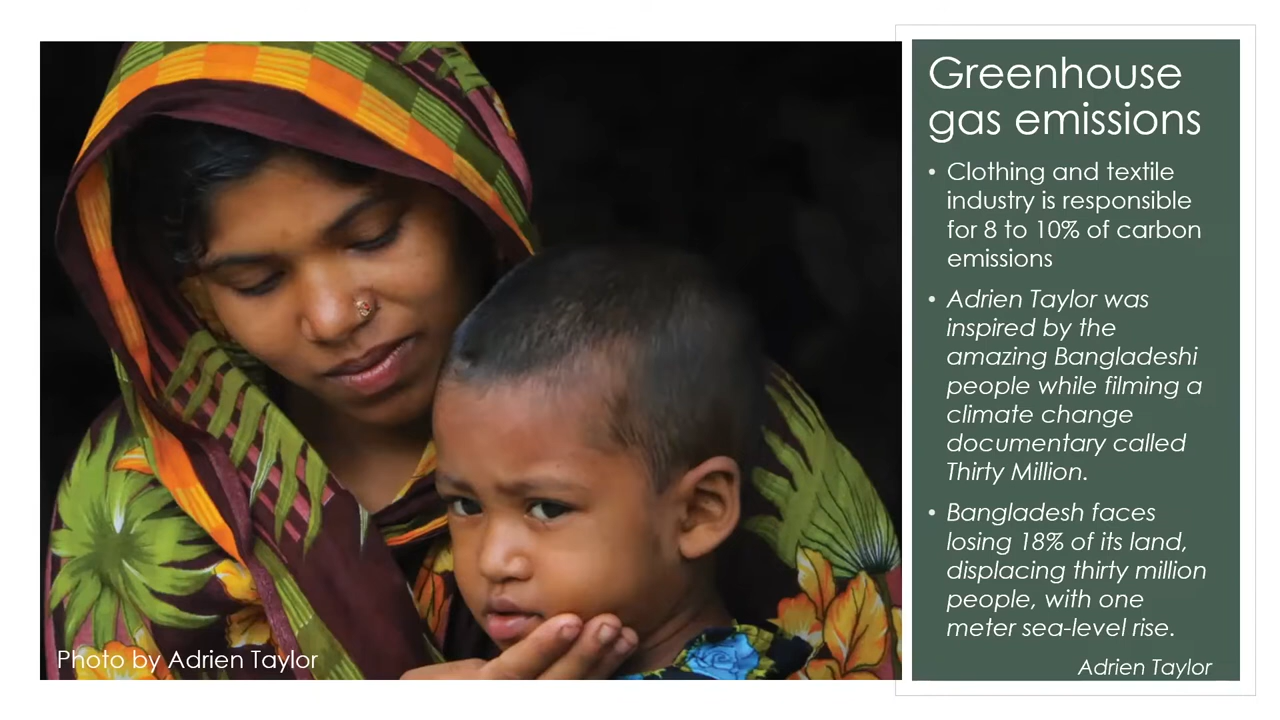 Greenhouse
gas emissions
• Clothing and textile
industry is responsible
for 8 to 10% of carbon
emissions
• Adrien Taylor was
inspired by the
amazing Bangladeshi
people while filming a
climate change
documentary called
Thirty Million.
• Bangladesh faces
losing 18% of its land,
displacing thirty million
people, with one
meter sea-level rise.
Adrien Taylor
Photo by Adrien Taylor